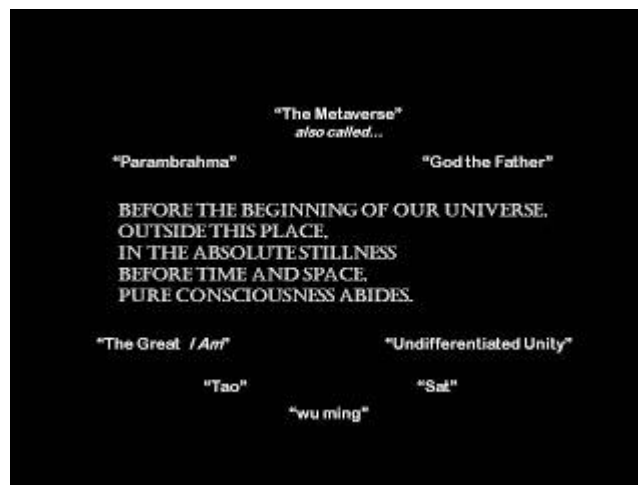 "The Metaverse"
also called...
"Parambrahma" "God the Father"
BEFORE THE BEGINNING OF OUR UNIVERSE,
OUTSIDE THIS PLACE,
IN THE ABSOLUTE STILLNESS
BEFORE TIME AND SPACE,
PURE CONSCIOUSNESS ABIDES.
"The Great I Am" "Undifferentiated Unity"
"Tao" "Sat"
"wu ming"